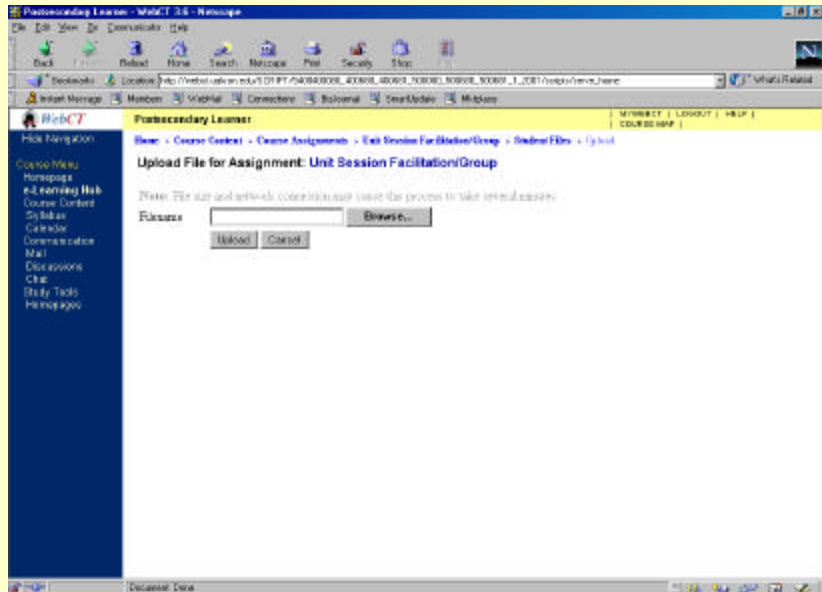 Postsecondary Learner - WebCT 3.6 - Netscape
File Edit View Go Communicator Help
Back Reload Home Search Netscape Print Security Stop
Bookmarks Location: What's Related
Instant Message Members WebMail Connections BizJournal SmartUpdate Mktplace
WebCT Postsecondary Learner | MYWEBCT | LOGOUT | HELP |
| COURSE MAP |
Hide Navigation
Home › Course Content › Course Assignments › Unit Session Facilitation/Group › Student Files › Upload
Course Menu
Homepage
e-Learning Hub
Course Content
Syllabus
Calendar
Communication
Mail
Discussions
Chat
Study Tools
Homepages
Upload File for Assignment: Unit Session Facilitation/Group
Note: File size and network connection may cause this process to take several minutes.
Filename Browse...
Upload Cancel
Document: Done